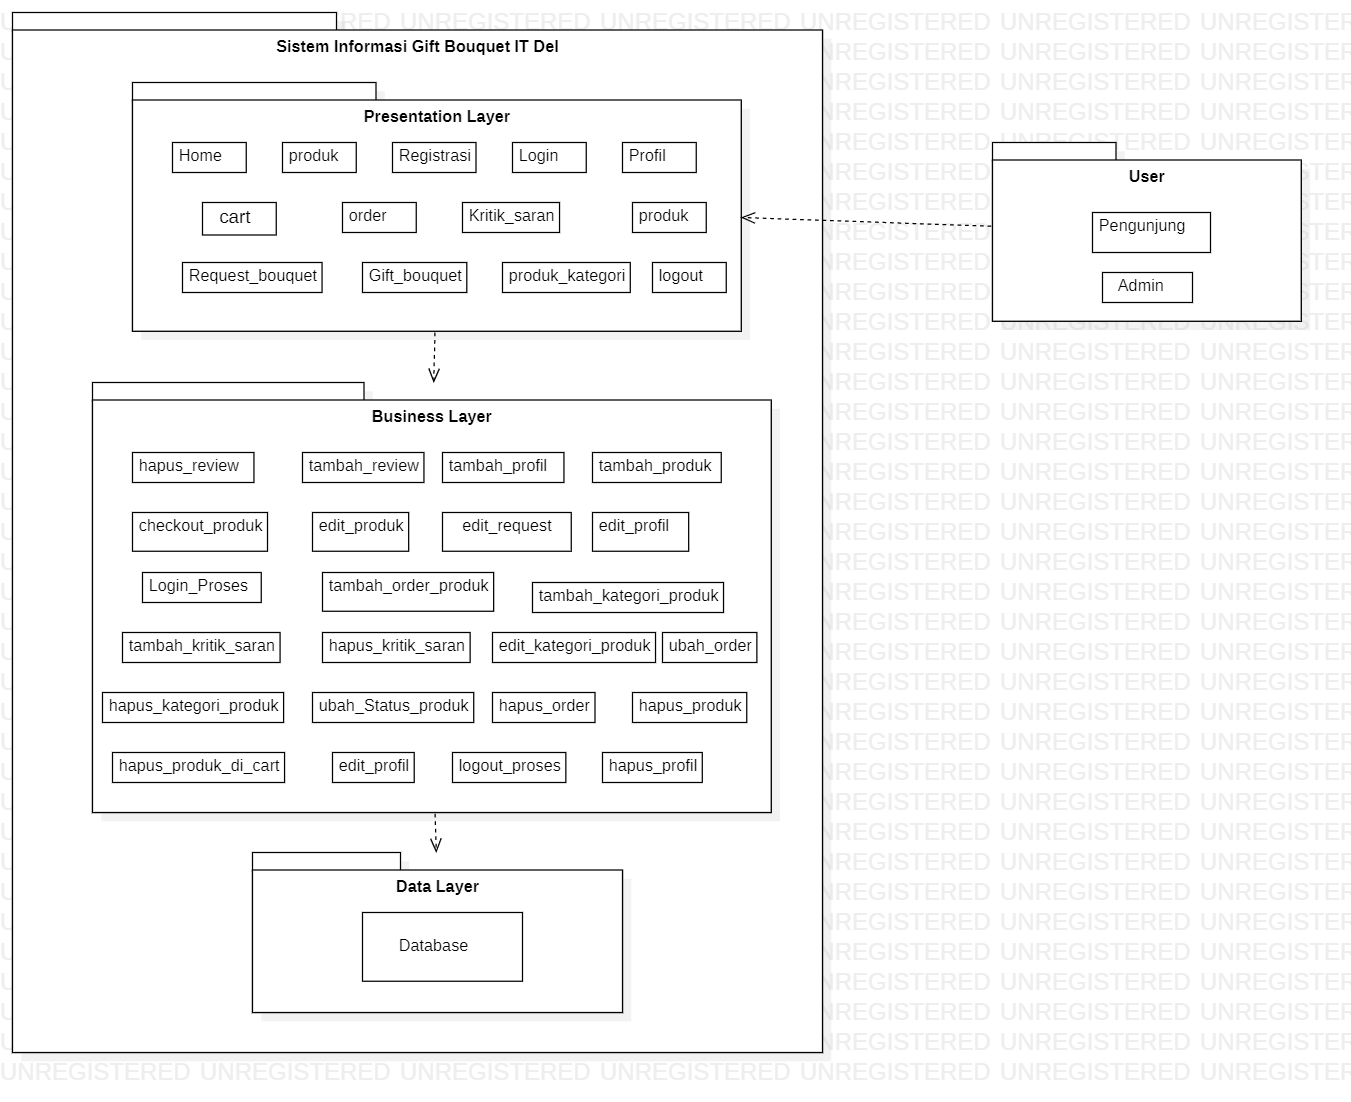 Sistem Informasi Gift Bouquet IT Del
Presentation Layer
Home
produk
Registrasi
Login
Profil
cart
order
Kritik_saran
produk
Request_bouquet
Gift_bouquet
produk_kategori
logout
User
Pengunjung
Admin
Business Layer
hapus_review
tambah_review
tambah_profil
tambah_produk
checkout_produk
edit_produk
edit_request
edit_profil
Login_Proses
tambah_order_produk
tambah_kategori_produk
tambah_kritik_saran
hapus_kritik_saran
edit_kategori_produk
ubah_order
hapus_kategori_produk
ubah_Status_produk
hapus_order
hapus_produk
hapus_produk_di_cart
edit_profil
logout_proses
hapus_profil
Data Layer
Database
UNREGISTERED UNREGISTERED UNREGISTERED UNREGISTERED UNREGISTERED UNREGISTERED